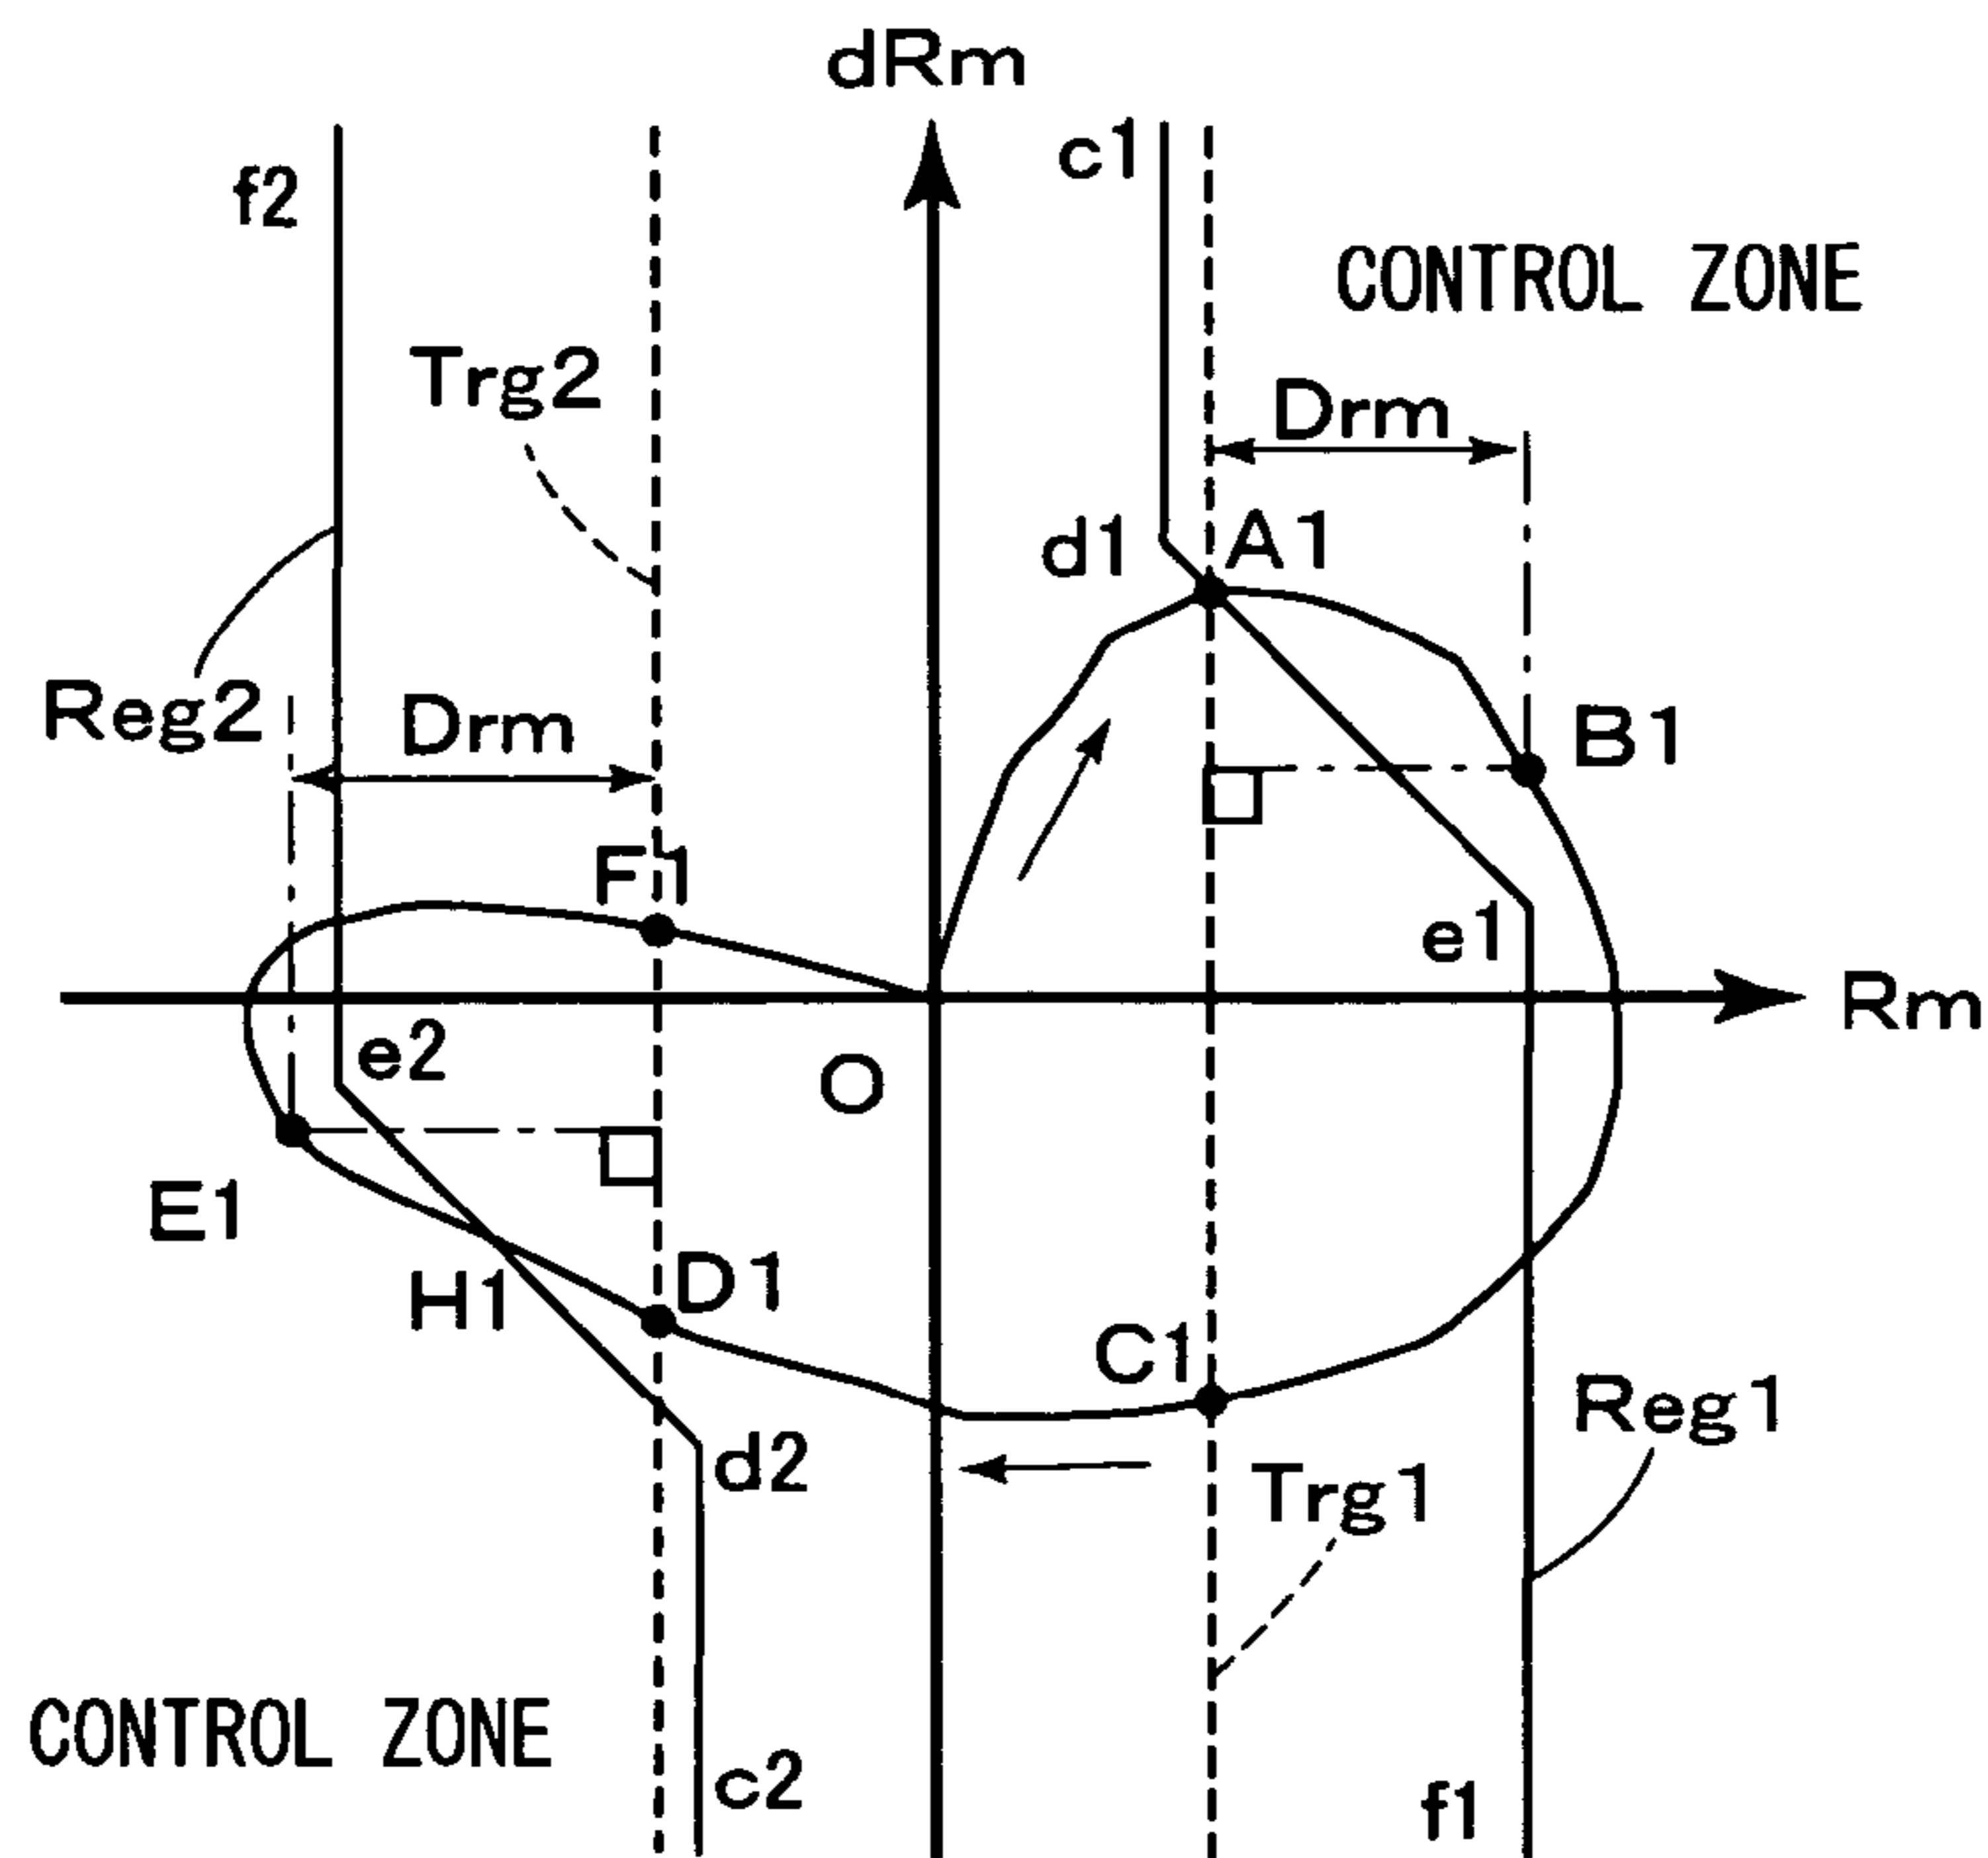 dRm
c1
f2
CONTROL ZONE
Trg2
Drm
d1
A1
Reg2
Drm
B1
F1
e1
Rm
e2
O
E1
H1
D1
C1
Reg1
d2
Trg1
CONTROL ZONE
c2
f1